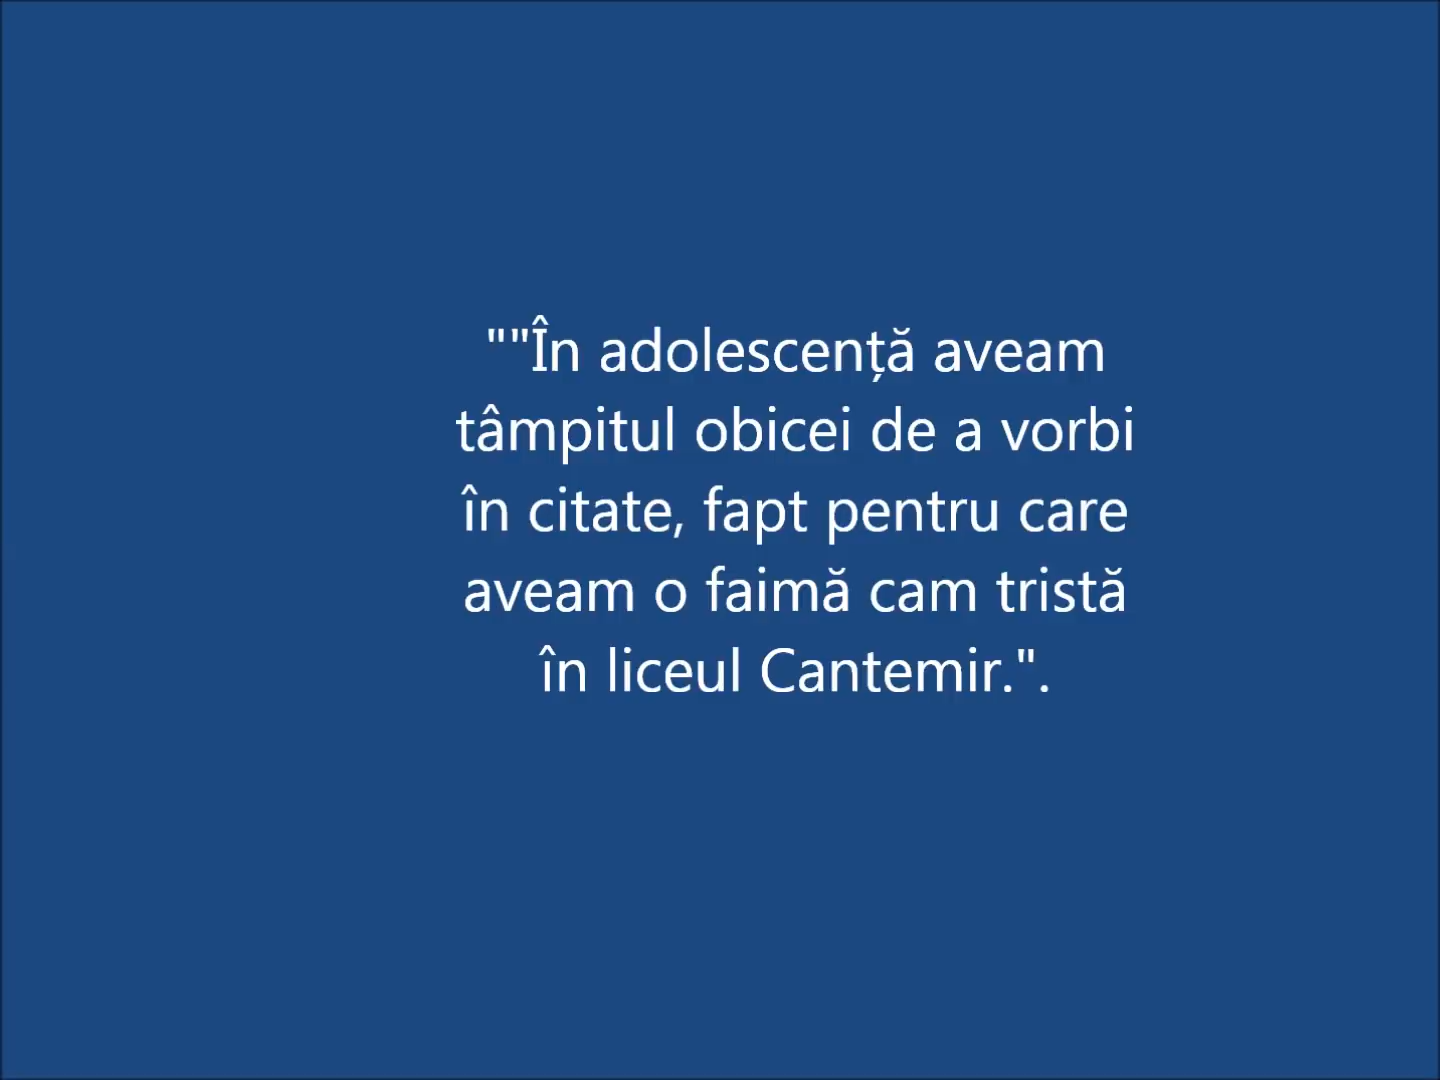 ""În adolescență aveam
tâmpitul obicei de a vorbi
în citate, fapt pentru care
aveam o faimă cam tristă
în liceul Cantemir.".